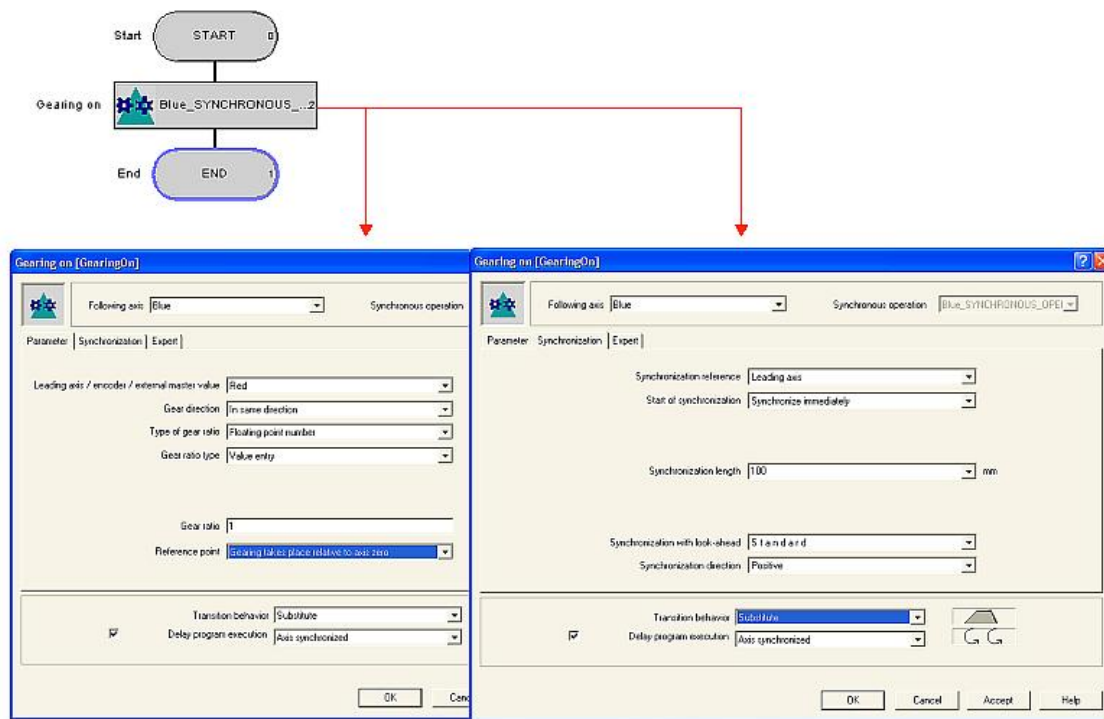 Start START 0
Gearing on Blue_SYNCHRONOUS_...2
End END 1
Gearing on [GearingOn]
Following axis Blue Synchronous operation
Parameter Synchronization Expert
Leading axis / encoder / external master value Red
Gear direction In same direction
Type of gear ratio Floating point number
Gear ratio type Value entry
Gear ratio 1
Reference point Gearing takes place relative to axis zero
Transition behavior Substitute
Delay program execution Axis synchronized
OK Canc
Gearing on [GearingOn] ? X
Following axis Blue Synchronous operation Blue_SYNCHRONOUS_OPEI
Parameter Synchronization Expert
Synchronization reference Leading axis
Start of synchronization Synchronize immediately
Synchronization length 100 mm
Synchronization with look-ahead Standard
Synchronization direction Positive
Transition behavior Substitute
Delay program execution Axis synchronized
OK Cancel Accept Help